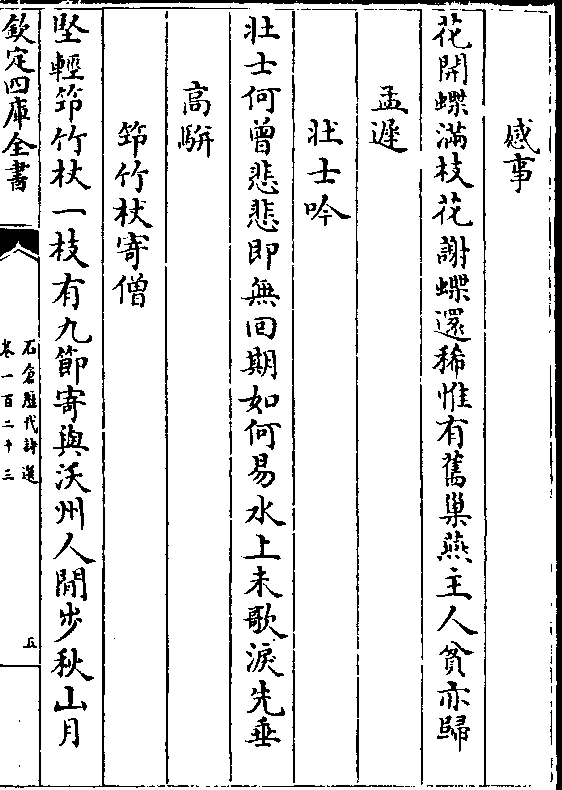 感事
花開蝶滿枝花謝蝶還稀惟有舊巢燕主人貧亦歸
孟遲
壯士吟
壯士何曾悲悲即無回期如何易水上未歌淚先垂
高駢
筇竹杖寄僧
堅輕筇竹杖一枝有九節寄與沃州人閒步秋山月
欽定四庫全書
石倉歷代詩選
卷一百二十三
五